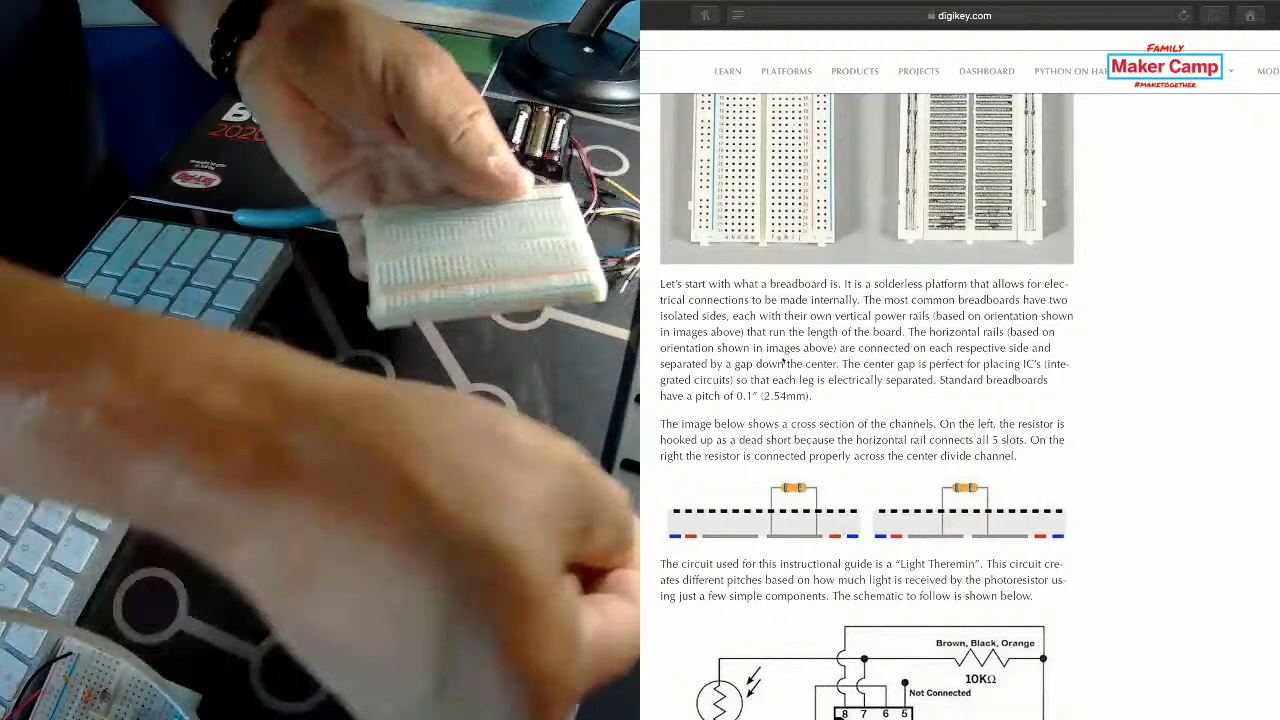 B
2020
Digi-Key
digikey.com
FAMILY
Maker Camp
#MAKETOGETHER
LEARN PLATFORMS PRODUCTS PROJECTS DASHBOARD PYTHON ON HA MOD
Let's start with what a breadboard is. It is a solderless platform that allows for elec-
trical connections to be made internally. The most common breadboards have two
isolated sides, each with their own vertical power rails (based on orientation shown
in images above) that run the length of the board. The horizontal rails (based on
orientation shown in images above) are connected on each respective side and
separated by a gap down the center. The center gap is perfect for placing IC's (inte-
grated circuits) so that each leg is electrically separated. Standard breadboards
have a pitch of 0.1" (2.54mm).
The image below shows a cross section of the channels. On the left, the resistor is
hooked up as a dead short because the horizontal rail connects all 5 slots. On the
right the resistor is connected properly across the center divide channel.
The circuit used for this instructional guide is a "Light Theremin". This circuit cre-
ates different pitches based on how much light is received by the photoresistor us-
ing just a few simple components. The schematic to follow is shown below.
Brown, Black, Orange
10KΩ
Not Connected
8 7 6 5